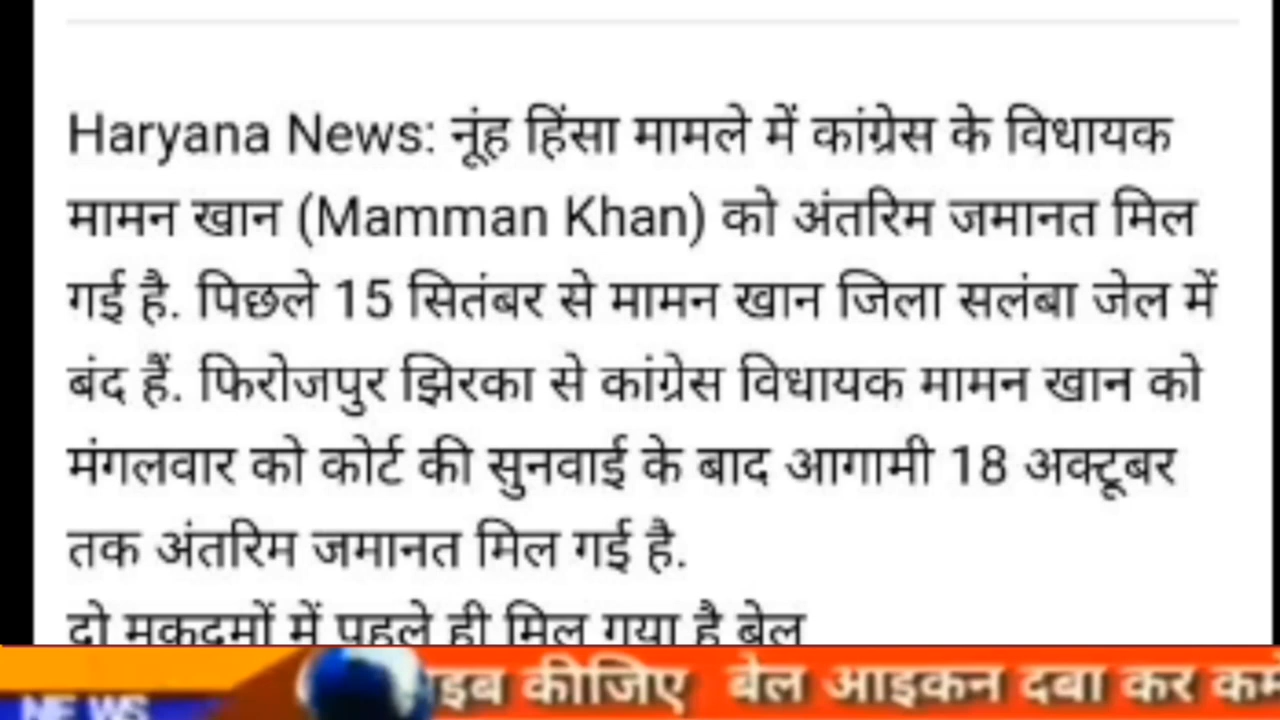 Haryana News: नूंह हिंसा मामले में कांग्रेस के विधायक
मामन खान (Mamman Khan) को अंतरिम जमानत मिल
गई है. पिछले 15 सितंबर से मामन खान जिला सलंबा जेल में
बंद हैं. फिरोजपुर झिरका से कांग्रेस विधायक मामन खान को
मंगलवार को कोर्ट की सुनवाई के बाद आगामी 18 अक्टूबर
तक अंतरिम जमानत मिल गई है.
दो मुकदमों में पहले ही मिल गया है बेल
कीजिए बेल आइकन दबा कर
NEWS